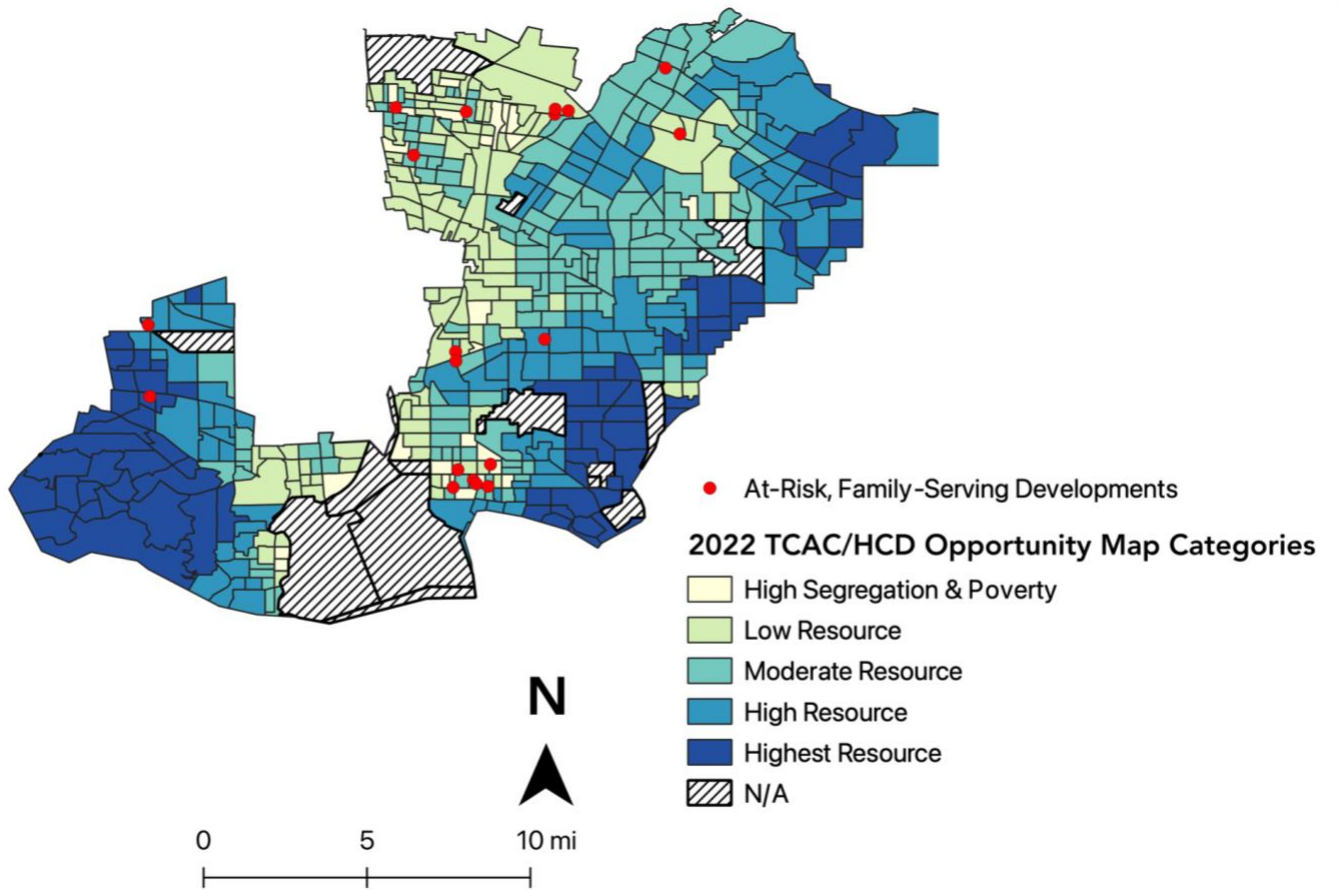 At-Risk, Family-Serving Developments
2022 TCAC/HCD Opportunity Map Categories
High Segregation & Poverty
Low Resource
Moderate Resource
High Resource
Highest Resource
N/A
N
0 5 10 mi